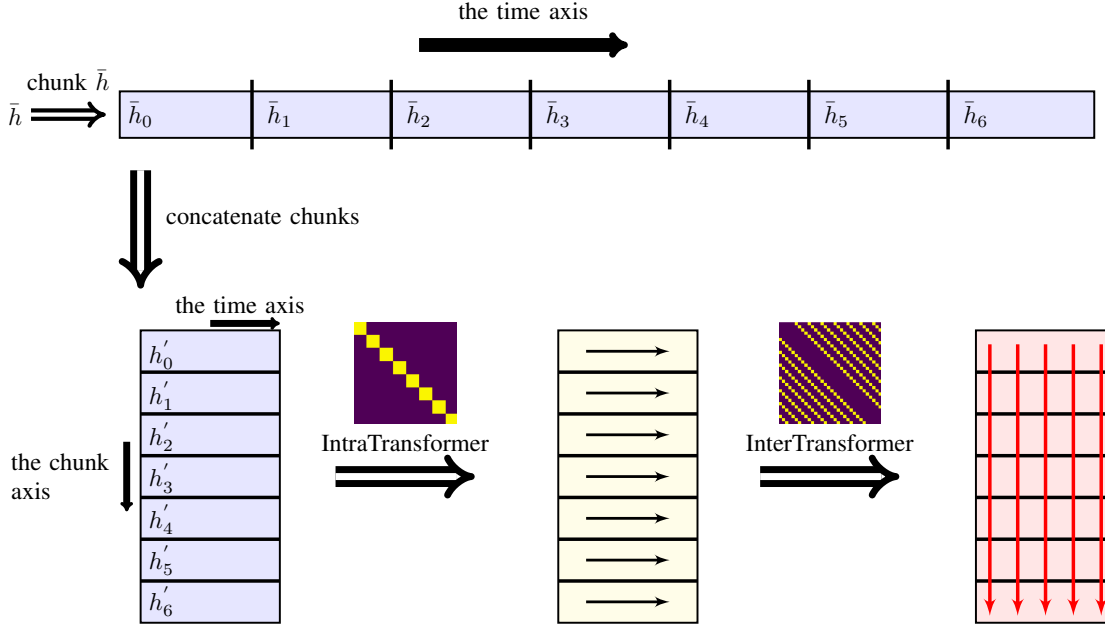 the time axis
chunk h̄
h̄
h̄₀ h̄₁ h̄₂ h̄₃ h̄₄ h̄₅ h̄₆
concatenate chunks
the time axis
h′₀
h′₁
h′₂
h′₃
h′₄
h′₅
h′₆
the chunk
axis
IntraTransformer
InterTransformer